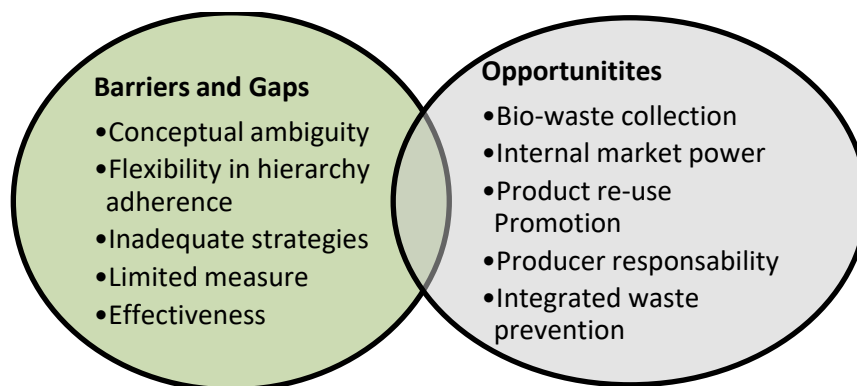 Barriers and Gaps
•Conceptual ambiguity
•Flexibility in hierarchy
adherence
•Inadequate strategies
•Limited measure
•Effectiveness
Opportunitites
•Bio-waste collection
•Internal market power
•Product re-use
Promotion
•Producer responsability
•Integrated waste
prevention